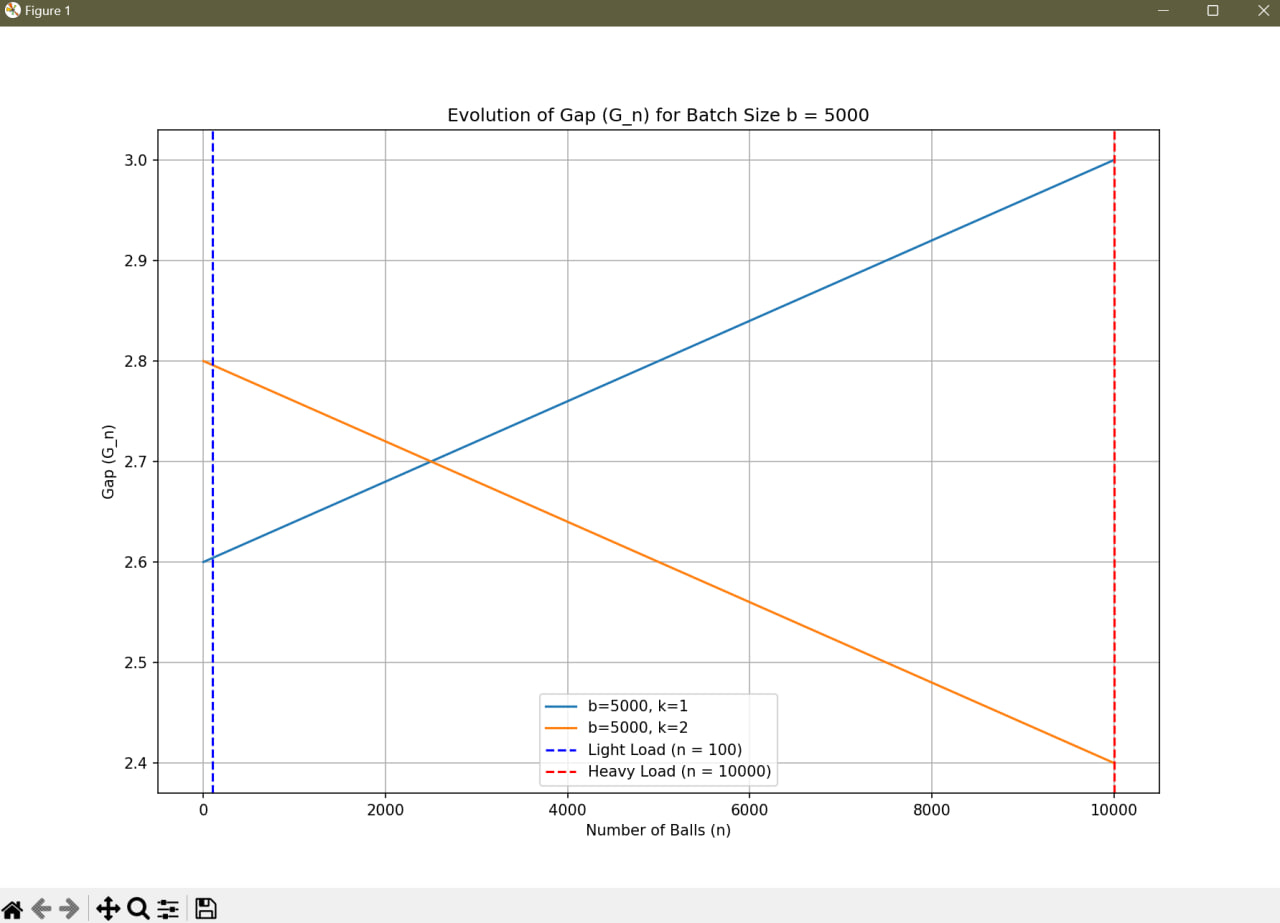 Figure 1
Evolution of Gap (G_n) for Batch Size b = 5000
3.0
2.9
2.8
2.7
2.6
2.5
2.4
Gap (G_n)
b=5000, k=1
b=5000, k=2
Light Load (n = 100)
Heavy Load (n = 10000)
0 2000 4000 6000 8000 10000
Number of Balls (n)